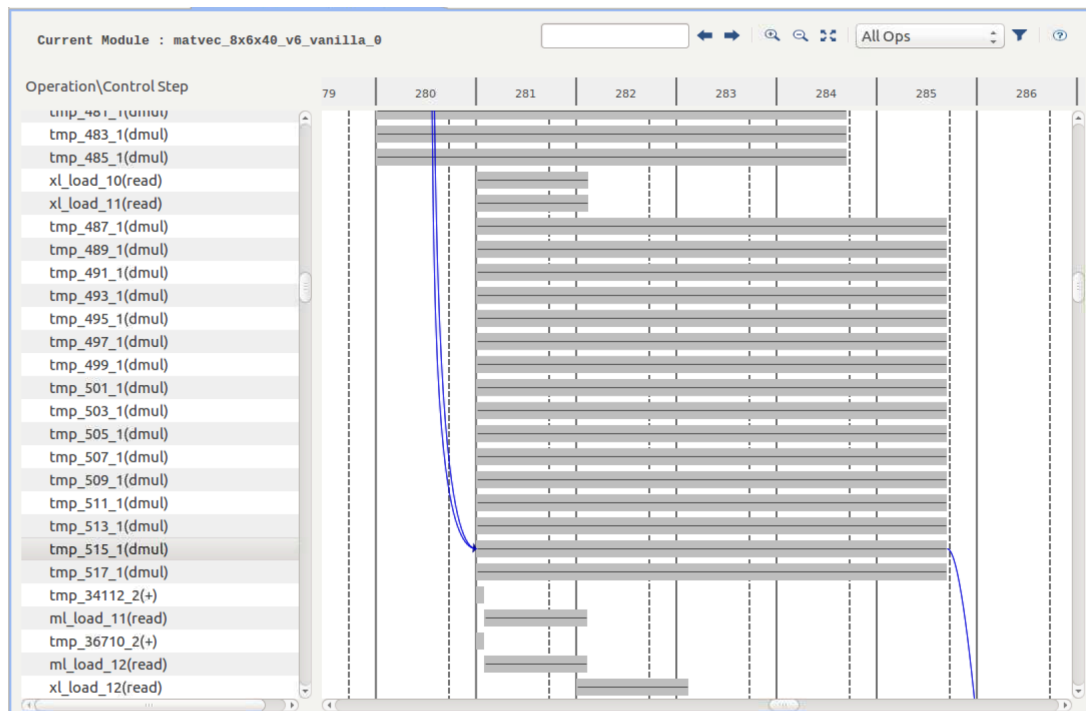 Current Module : matvec_8x6x40_v6_vanilla_0
All Ops
Operation\Control Step
79 280 281 282 283 284 285 286
tmp_481_1(dmul)
tmp_483_1(dmul)
tmp_485_1(dmul)
xl_load_10(read)
xl_load_11(read)
tmp_487_1(dmul)
tmp_489_1(dmul)
tmp_491_1(dmul)
tmp_493_1(dmul)
tmp_495_1(dmul)
tmp_497_1(dmul)
tmp_499_1(dmul)
tmp_501_1(dmul)
tmp_503_1(dmul)
tmp_505_1(dmul)
tmp_507_1(dmul)
tmp_509_1(dmul)
tmp_511_1(dmul)
tmp_513_1(dmul)
tmp_515_1(dmul)
tmp_517_1(dmul)
tmp_34112_2(+)
ml_load_11(read)
tmp_36710_2(+)
ml_load_12(read)
xl_load_12(read)